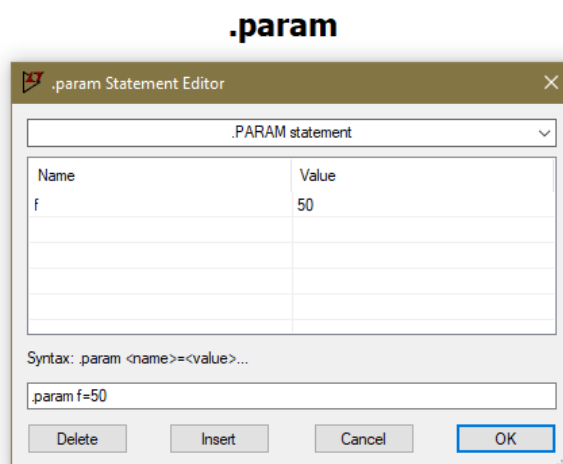 .param
.param Statement Editor
.PARAM statement
Name Value
f 50
Syntax: .param <name>=<value>...
.param f=50
Delete Insert Cancel OK